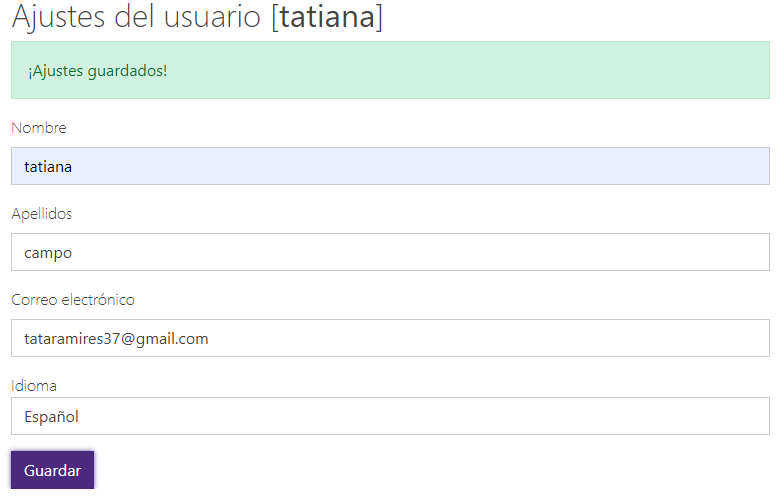 Ajustes del usuario [tatiana]
¡Ajustes guardados!
Nombre
tatiana
Apellidos
campo
Correo electrónico
tataramires37@gmail.com
Idioma
Español
Guardar